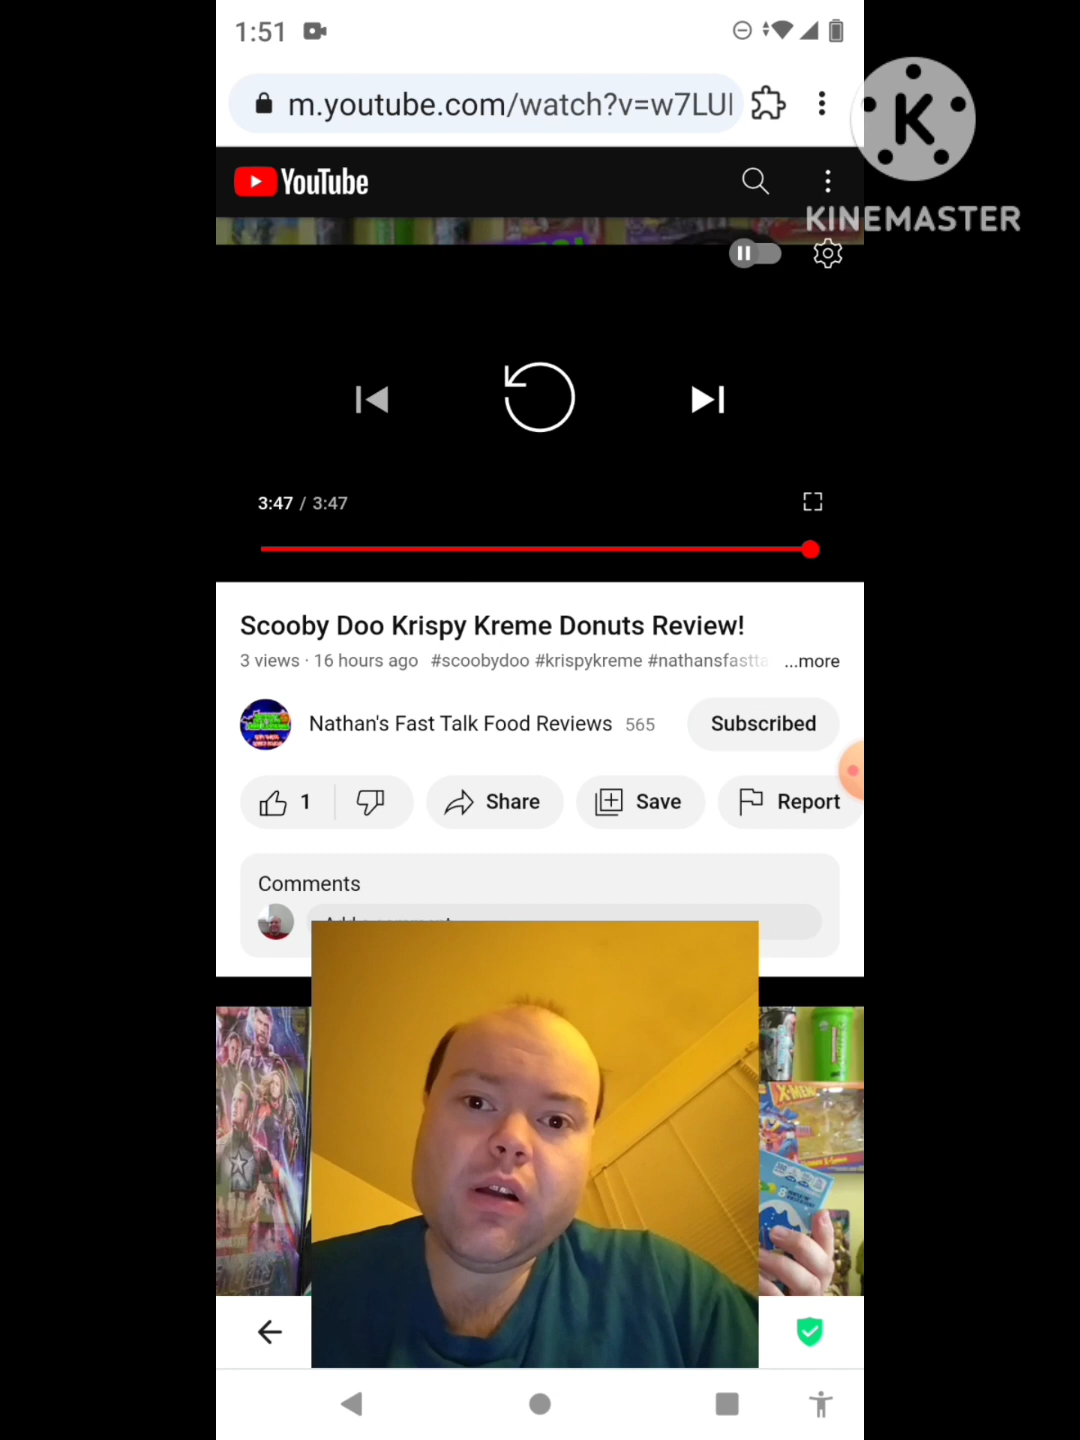 1:51
m.youtube.com/watch?v=w7LUI
K
KINEMASTER
YouTube
3:47 / 3:47
Scooby Doo Krispy Kreme Donuts Review!
3 views · 16 hours ago #scoobydoo #krispykreme #nathansfastta ...more
Nathan's Fast Talk Food Reviews 565 Subscribed
1 Share Save Report
Comments
X-MEN